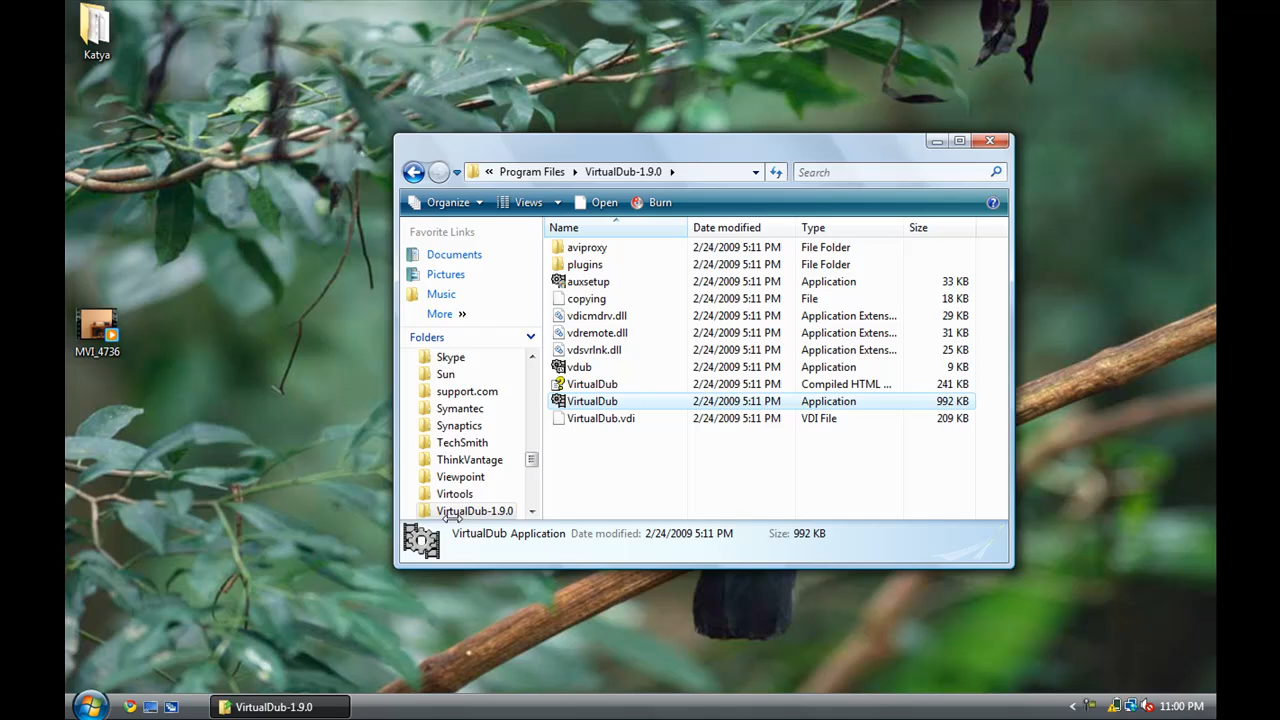 Katya
MVI_4736
« Program Files VirtualDub-1.9.0
Search
Organize Views Open Burn
Favorite Links
Documents
Pictures
Music
More »
Folders
Skype
Sun
support.com
Symantec
Synaptics
TechSmith
ThinkVantage
Viewpoint
Virtools
VirtualDub-1.9.0
Name Date modified Type Size
aviproxy 2/24/2009 5:11 PM File Folder
plugins 2/24/2009 5:11 PM File Folder
auxsetup 2/24/2009 5:11 PM Application 33 KB
copying 2/24/2009 5:11 PM File 18 KB
vdicmdrv.dll 2/24/2009 5:11 PM Application Extens... 29 KB
vdremote.dll 2/24/2009 5:11 PM Application Extens... 31 KB
vdsvrlnk.dll 2/24/2009 5:11 PM Application Extens... 25 KB
vdub 2/24/2009 5:11 PM Application 9 KB
VirtualDub 2/24/2009 5:11 PM Compiled HTML ... 241 KB
VirtualDub 2/24/2009 5:11 PM Application 992 KB
VirtualDub.vdi 2/24/2009 5:11 PM VDI File 209 KB
VirtualDub Application Date modified: 2/24/2009 5:11 PM Size: 992 KB
VirtualDub-1.9.0
11:00 PM